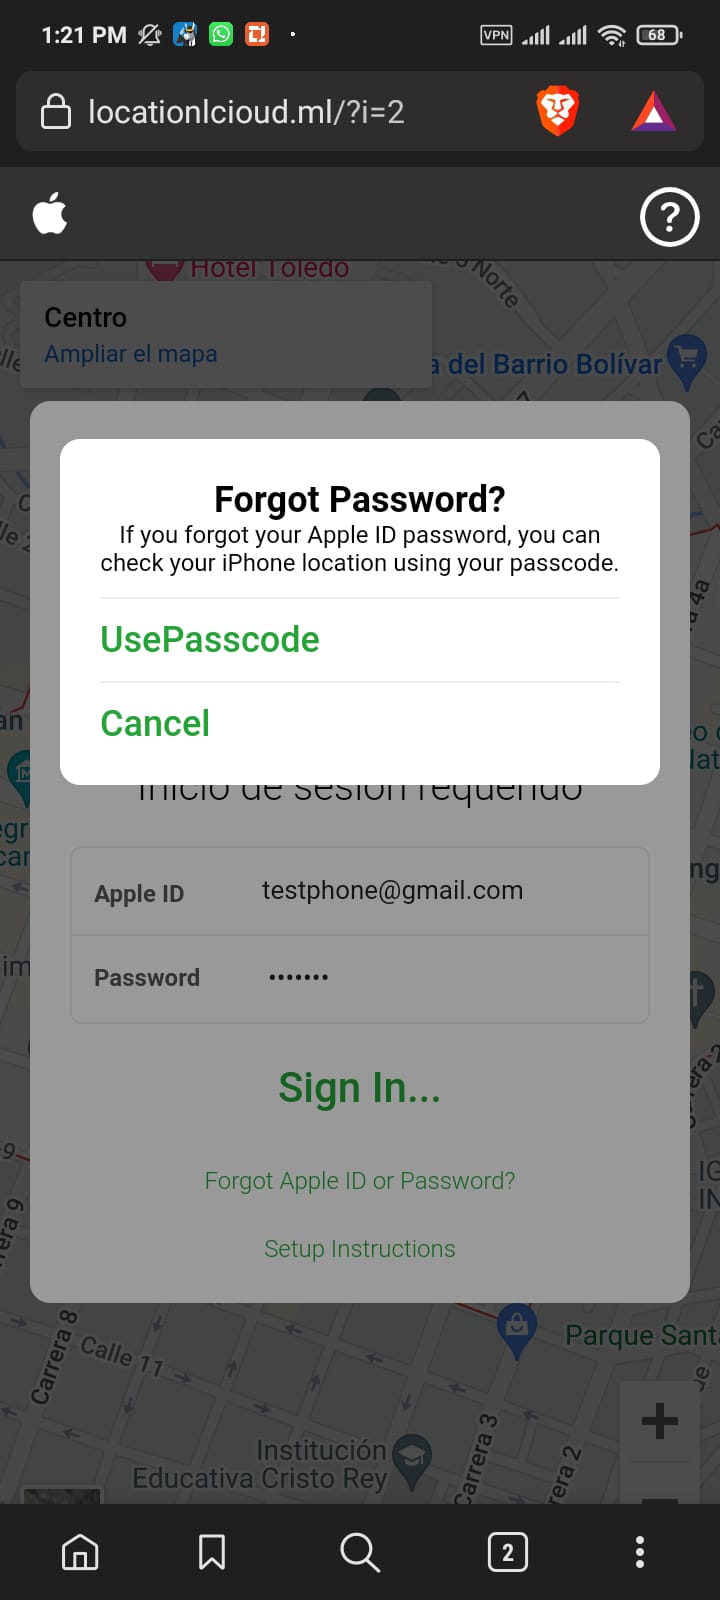 1:21 PM
VPN
68
locationlcioud.ml/?i=2
?
Hotel Toledo
Norte
Centro
Ampliar el mapa
del Barrio Bolívar
Forgot Password?
If you forgot your Apple ID password, you can
check your iPhone location using your passcode.
UsePasscode
Cancel
Inicio de sesión requerido
Apple ID
testphone@gmail.com
Password
•••••••
Sign In...
Forgot Apple ID or Password?
Setup Instructions
Carrera 8
Calle 11
Parque Sant
Institución
Educativa Cristo Rey
Carrera 3
rera 2
+
2